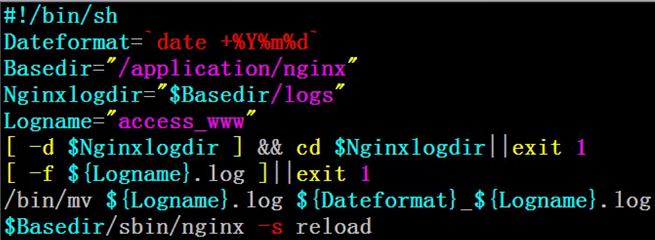 #!/bin/sh
Dateformat=`date +%Y%m%d`
Basedir="/application/nginx"
Nginxlogdir="$Basedir/logs"
Logname="access_www"
[ -d $Nginxlogdir ] && cd $Nginxlogdir||exit 1
[ -f ${Logname}.log ]||exit 1
/bin/mv ${Logname}.log ${Dateformat}_${Logname}.log
$Basedir/sbin/nginx -s reload